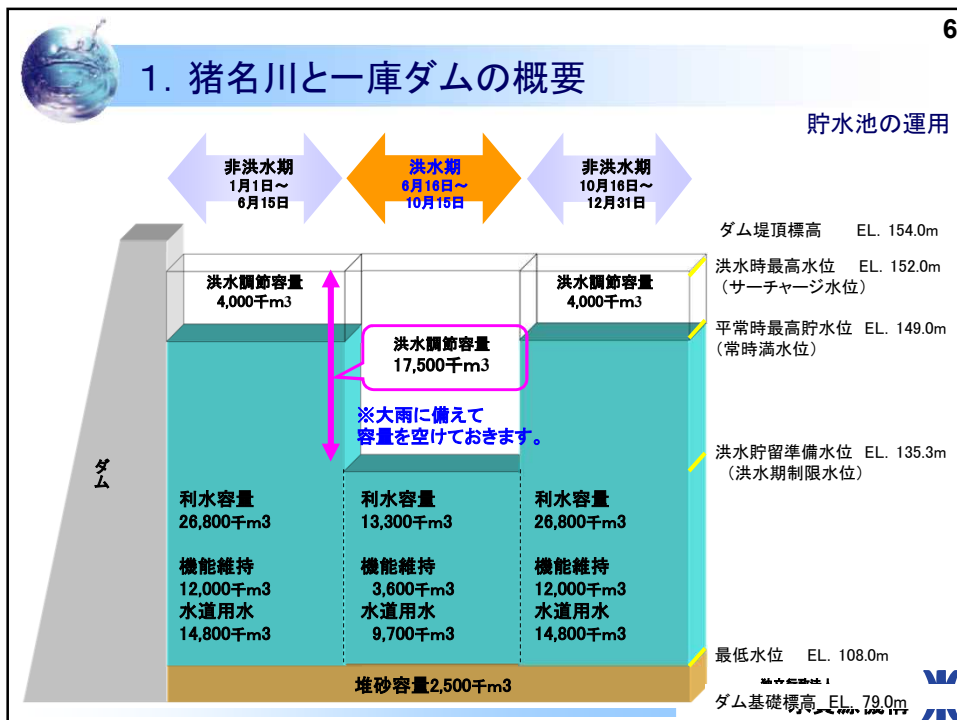 6
1. 猪名川と一庫ダムの概要
貯水池の運用
非洪水期
1月1日～
6月15日
洪水期
6月16日～
10月15日
非洪水期
10月16日～
12月31日
ダム堤頂標高 EL. 154.0m
洪水時最高水位 EL. 152.0m
（サーチャージ水位）
平常時最高貯水位 EL. 149.0m
（常時満水位）
洪水貯留準備水位 EL. 135.3m
（洪水期制限水位）
最低水位 EL. 108.0m
ダム基礎標高 EL. 79.0m
独立行政法人
水資源機構
ダム
洪水調節容量
4,000千m3
洪水調節容量
17,500千m3
※大雨に備えて
容量を空けておきます。
洪水調節容量
4,000千m3
利水容量
26,800千m3
機能維持
12,000千m3
水道用水
14,800千m3
利水容量
13,300千m3
機能維持
3,600千m3
水道用水
9,700千m3
利水容量
26,800千m3
機能維持
12,000千m3
水道用水
14,800千m3
堆砂容量2,500千m3